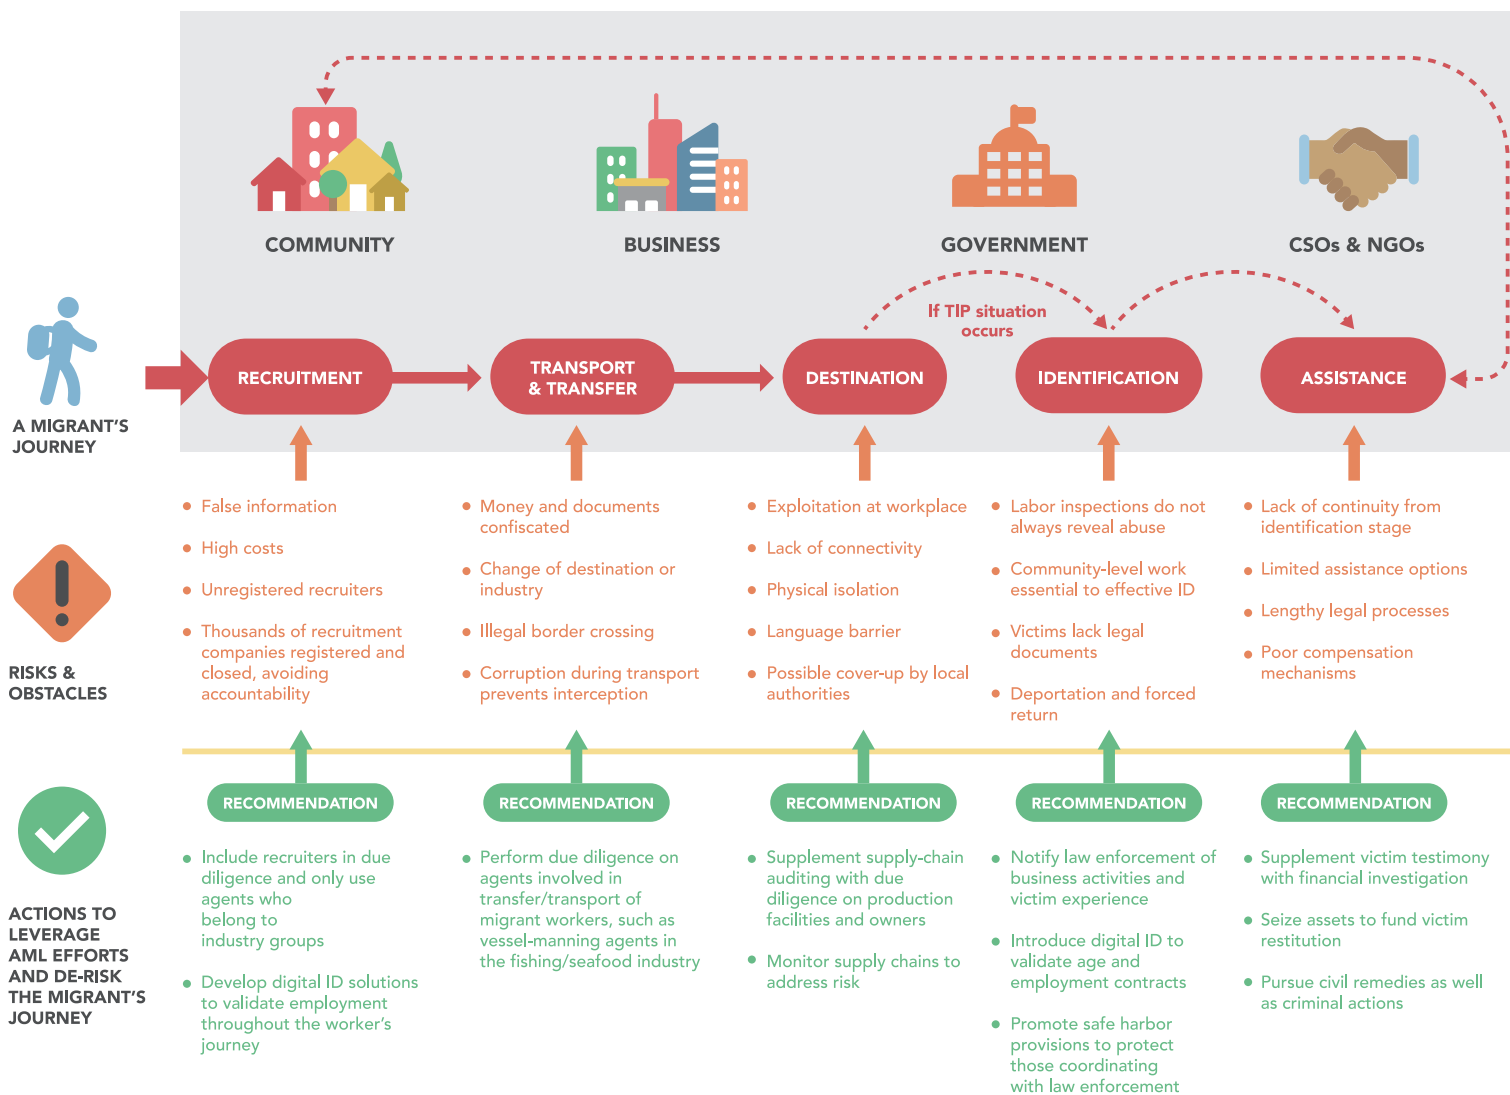 COMMUNITY
BUSINESS
GOVERNMENT
CSOs & NGOs
If TIP situation
occurs
A MIGRANT'S
JOURNEY
RECRUITMENT
TRANSPORT
& TRANSFER
DESTINATION
IDENTIFICATION
ASSISTANCE
RISKS &
OBSTACLES
• False information
• High costs
• Unregistered recruiters
• Thousands of recruitment
companies registered and
closed, avoiding
accountability
• Money and documents
confiscated
• Change of destination or
industry
• Illegal border crossing
• Corruption during transport
prevents interception
• Exploitation at workplace
• Lack of connectivity
• Physical isolation
• Language barrier
• Possible cover-up by local
authorities
• Labor inspections do not
always reveal abuse
• Community-level work
essential to effective ID
• Victims lack legal
documents
• Deportation and forced
return
• Lack of continuity from
identification stage
• Limited assistance options
• Lengthy legal processes
• Poor compensation
mechanisms
ACTIONS TO
LEVERAGE
AML EFFORTS
AND DE-RISK
THE MIGRANT'S
JOURNEY
RECOMMENDATION
• Include recruiters in due
diligence and only use
agents who
belong to
industry groups
• Develop digital ID solutions
to validate employment
throughout the worker's
journey
RECOMMENDATION
• Perform due diligence on
agents involved in
transfer/transport of
migrant workers, such as
vessel-manning agents in
the fishing/seafood industry
RECOMMENDATION
• Supplement supply-chain
auditing with due
diligence on production
facilities and owners
• Monitor supply chains to
address risk
RECOMMENDATION
• Notify law enforcement of
business activities and
victim experience
• Introduce digital ID to
validate age and
employment contracts
• Promote safe harbor
provisions to protect
those coordinating
with law enforcement
RECOMMENDATION
• Supplement victim testimony
with financial investigation
• Seize assets to fund victim
restitution
• Pursue civil remedies as well
as criminal actions